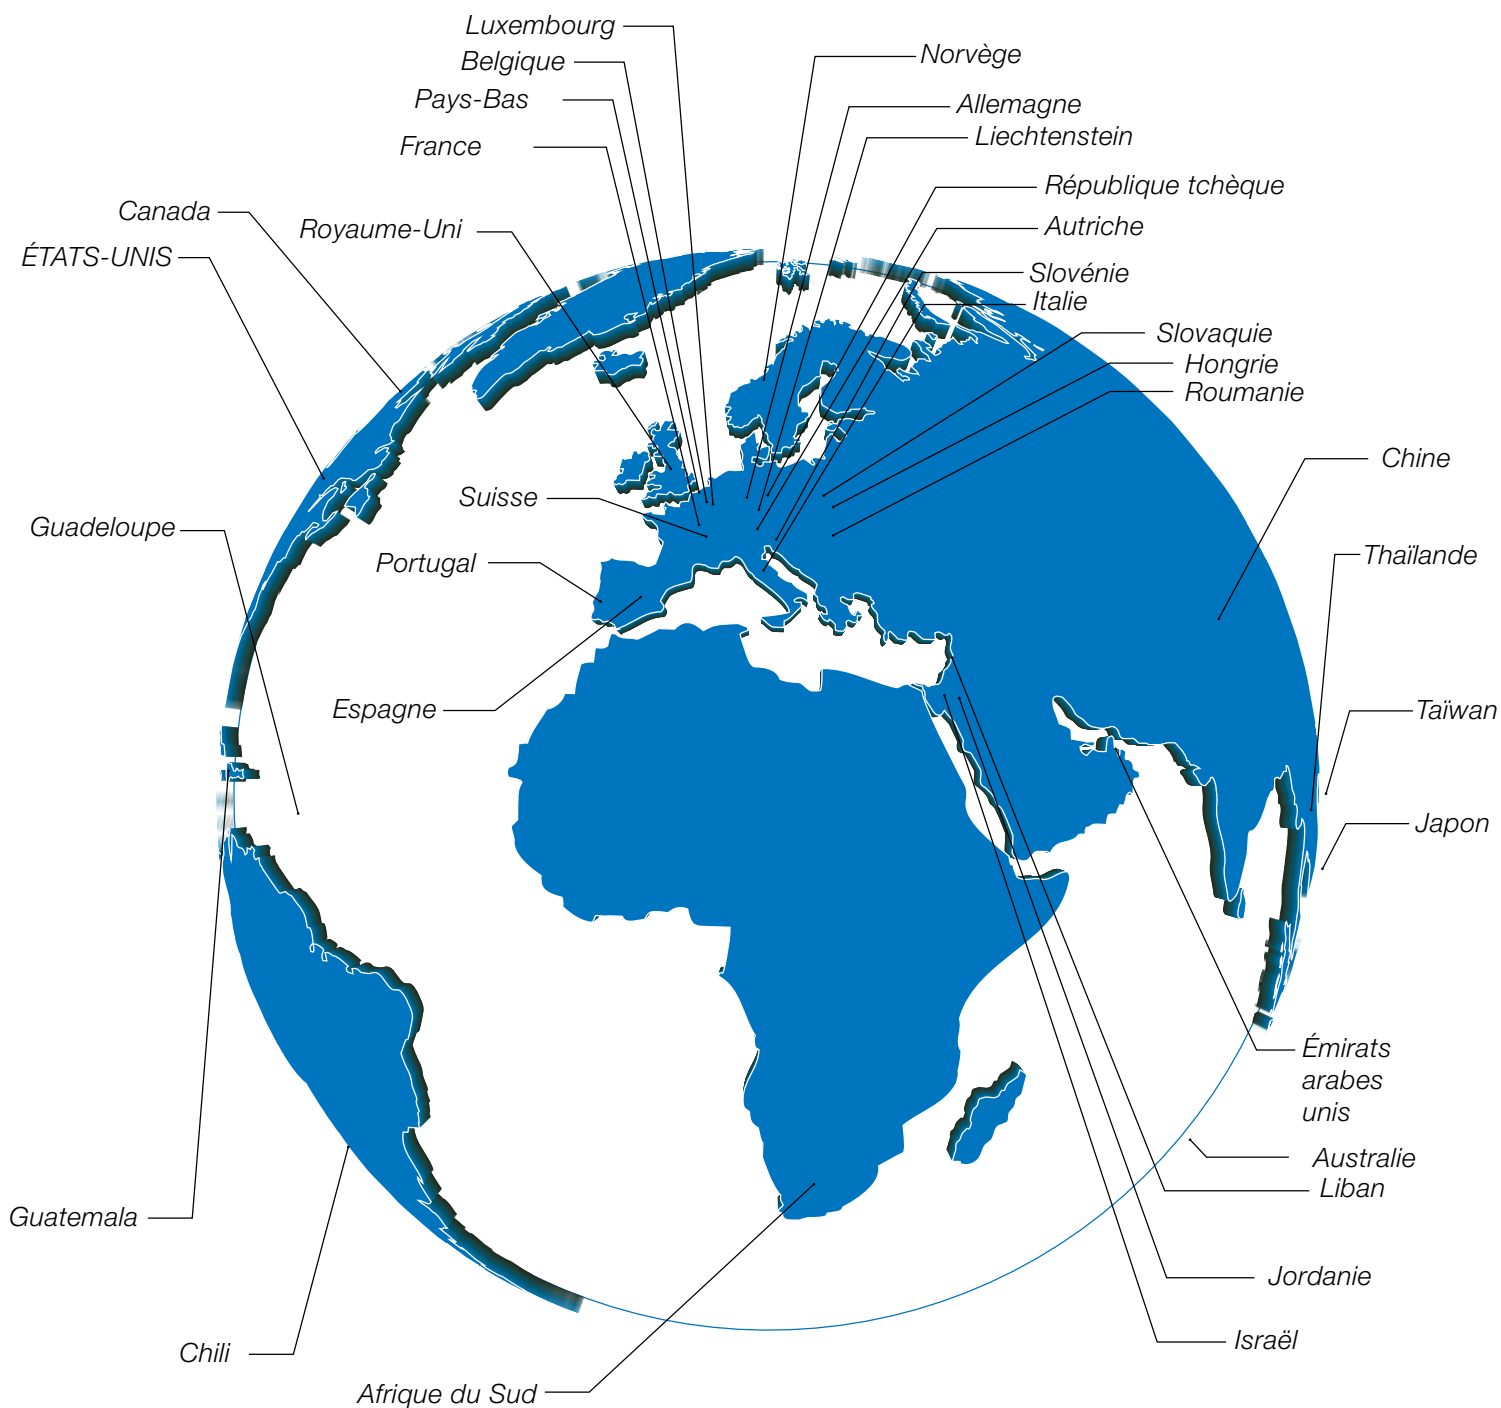 Luxembourg
Belgique
Pays-Bas
France
Canada
Royaume-Uni
ÉTATS-UNIS
Norvège
Allemagne
Liechtenstein
République tchèque
Autriche
Slovénie
Italie
Slovaquie
Hongrie
Roumanie
Chine
Suisse
Guadeloupe
Portugal
Thaïlande
Espagne
Taïwan
Japon
Émirats
arabes
unis
Australie
Liban
Guatemala
Jordanie
Israël
Chili
Afrique du Sud